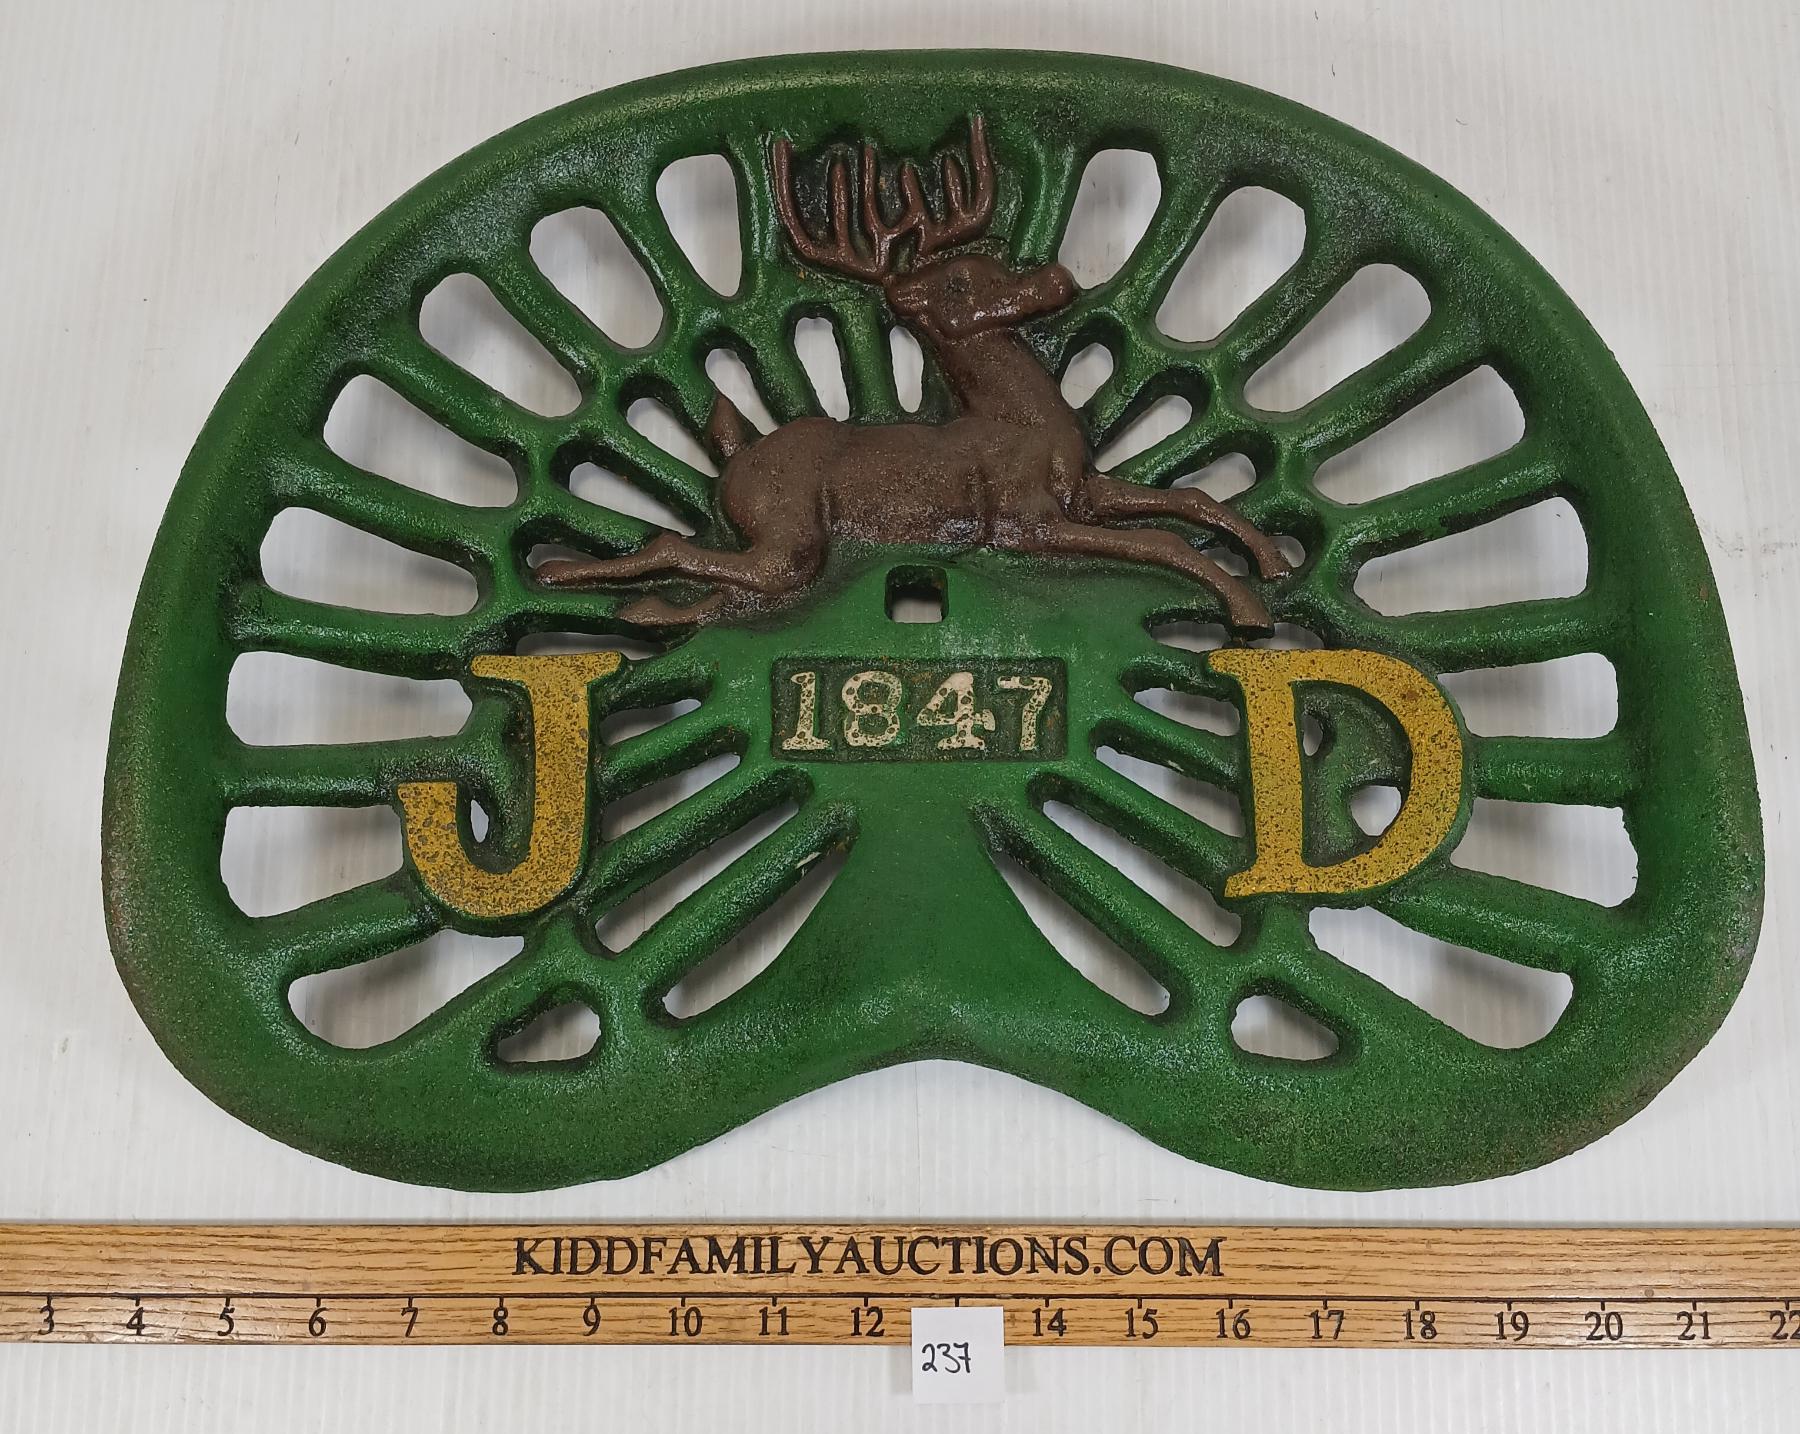 J 1847 D
KIDDFAMILYAUCTIONS.COM
3 4 5 6 7 8 9 10 11 12 14 15 16 17 18 19 20 21 22
237